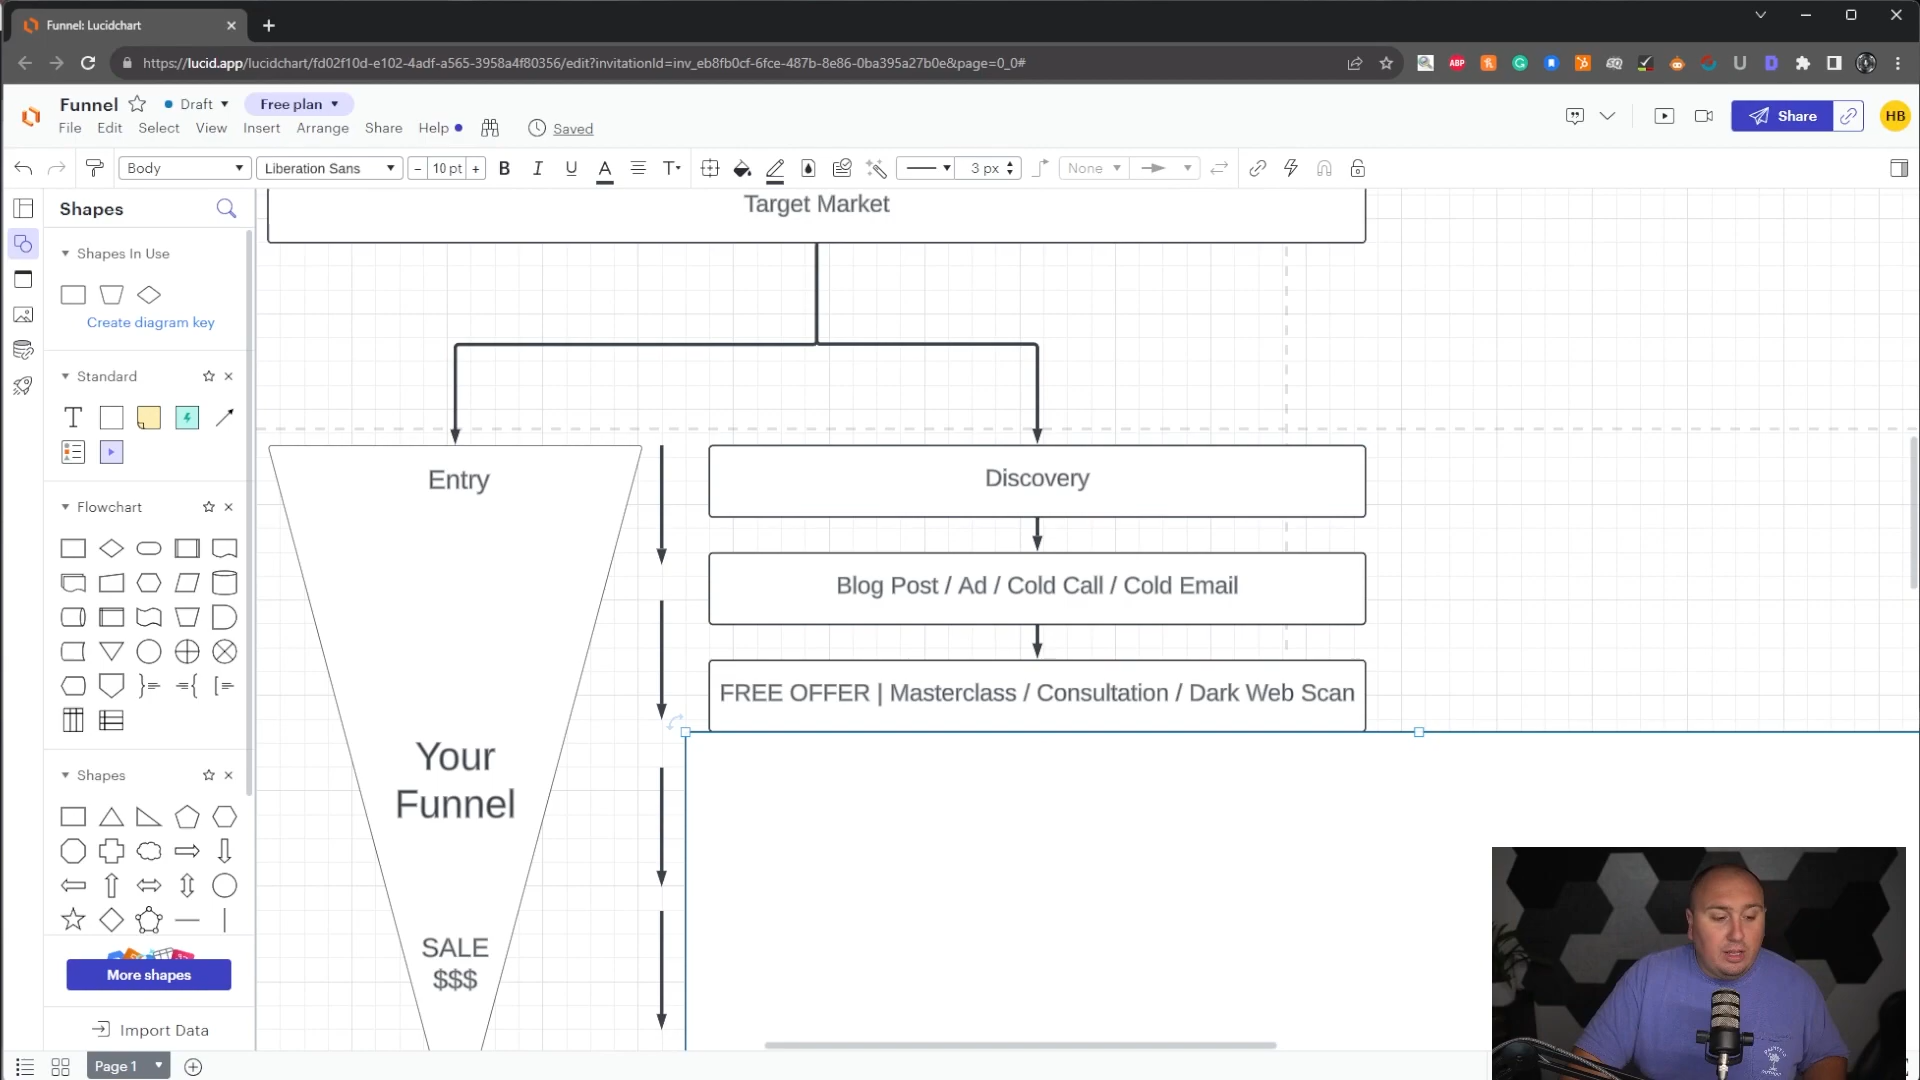 Funnel: Lucidchart
https://lucid.app/lucidchart/fd02f10d-e102-4adf-a565-3958a4f80356/edit?invitationId=inv_eb8fb0cf-6fce-487b-8e86-0ba395a27b0e&page=0_0#
Funnel
Draft
Free plan
File Edit Select View Insert Arrange Share Help
Saved
Share
HB
Body
Liberation Sans
- 10 pt +
B I U A T
3 px
None
Shapes
Shapes In Use
Create diagram key
Standard
T
Flowchart
Shapes
More shapes
Import Data
Page 1
Target Market
Entry
Your
Funnel
SALE
$$$
Discovery
Blog Post / Ad / Cold Call / Cold Email
FREE OFFER | Masterclass / Consultation / Dark Web Scan